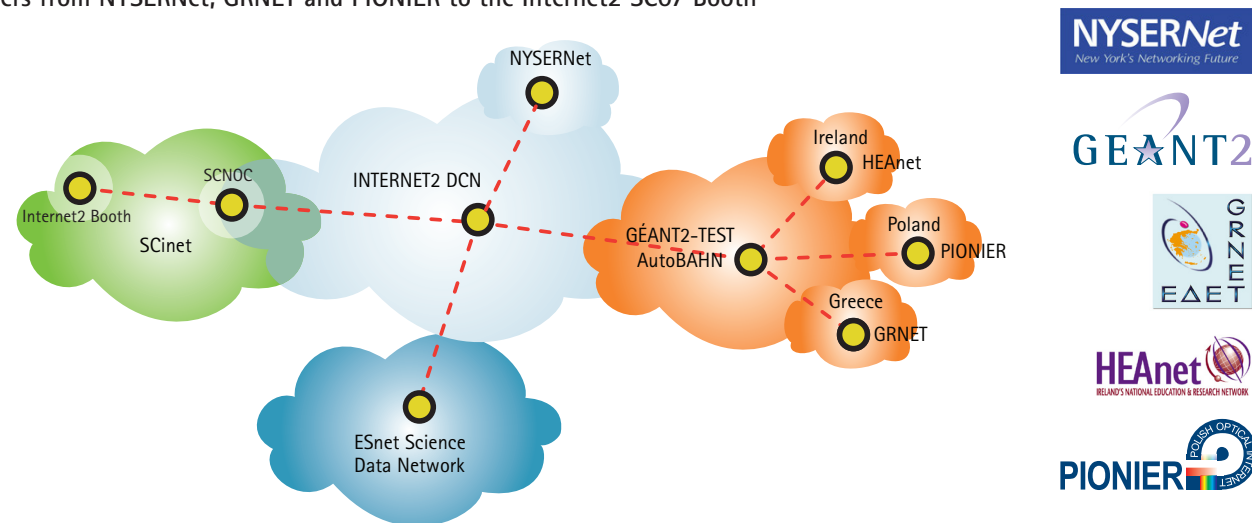 ers from NYSERNet, GRNET and PIONIER to the Internet2 SC07 Booth
NYSERNet
New York's Networking Future
NYSERNet
GÉANT2
Ireland
HEAnet
SCNOC
INTERNET2 DCN
Internet2 Booth
SCinet
GÉANT2-TEST
AutoBAHN
Poland
PIONIER
GRNET
ΕΔΕΤ
Greece
GRNET
HEAnet
IRELAND'S NATIONAL EDUCATION & RESEARCH NETWORK
ESnet Science
Data Network
PIONIER
POLISH OPTICAL INTERNET